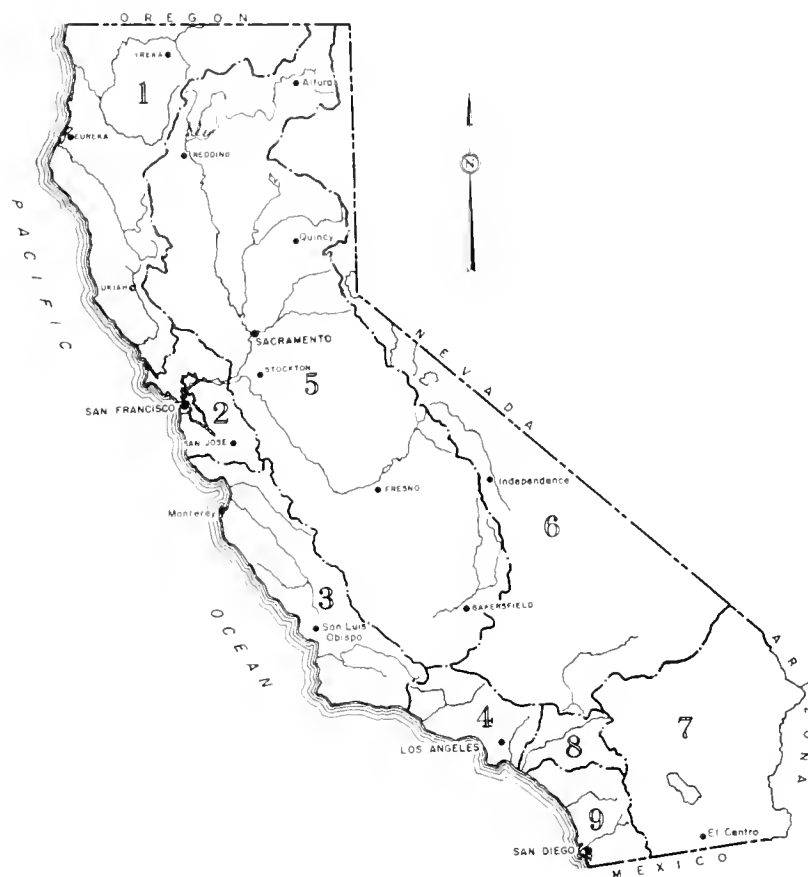 OREGON
YREKA
1
Alturas
EUREKA
REDDING
N
PACIFIC
Quincy
UKIAH
SACRAMENTO
NEVADA
STOCKTON
5
SAN FRANCISCO
2
SAN JOSE
Independence
FRESNO
Monterey
6
3
BAKERSFIELD
OCEAN
San Luis
Obispo
ARIZONA
4
7
LOS ANGELES
8
9
El Centro
SAN DIEGO
MEXICO